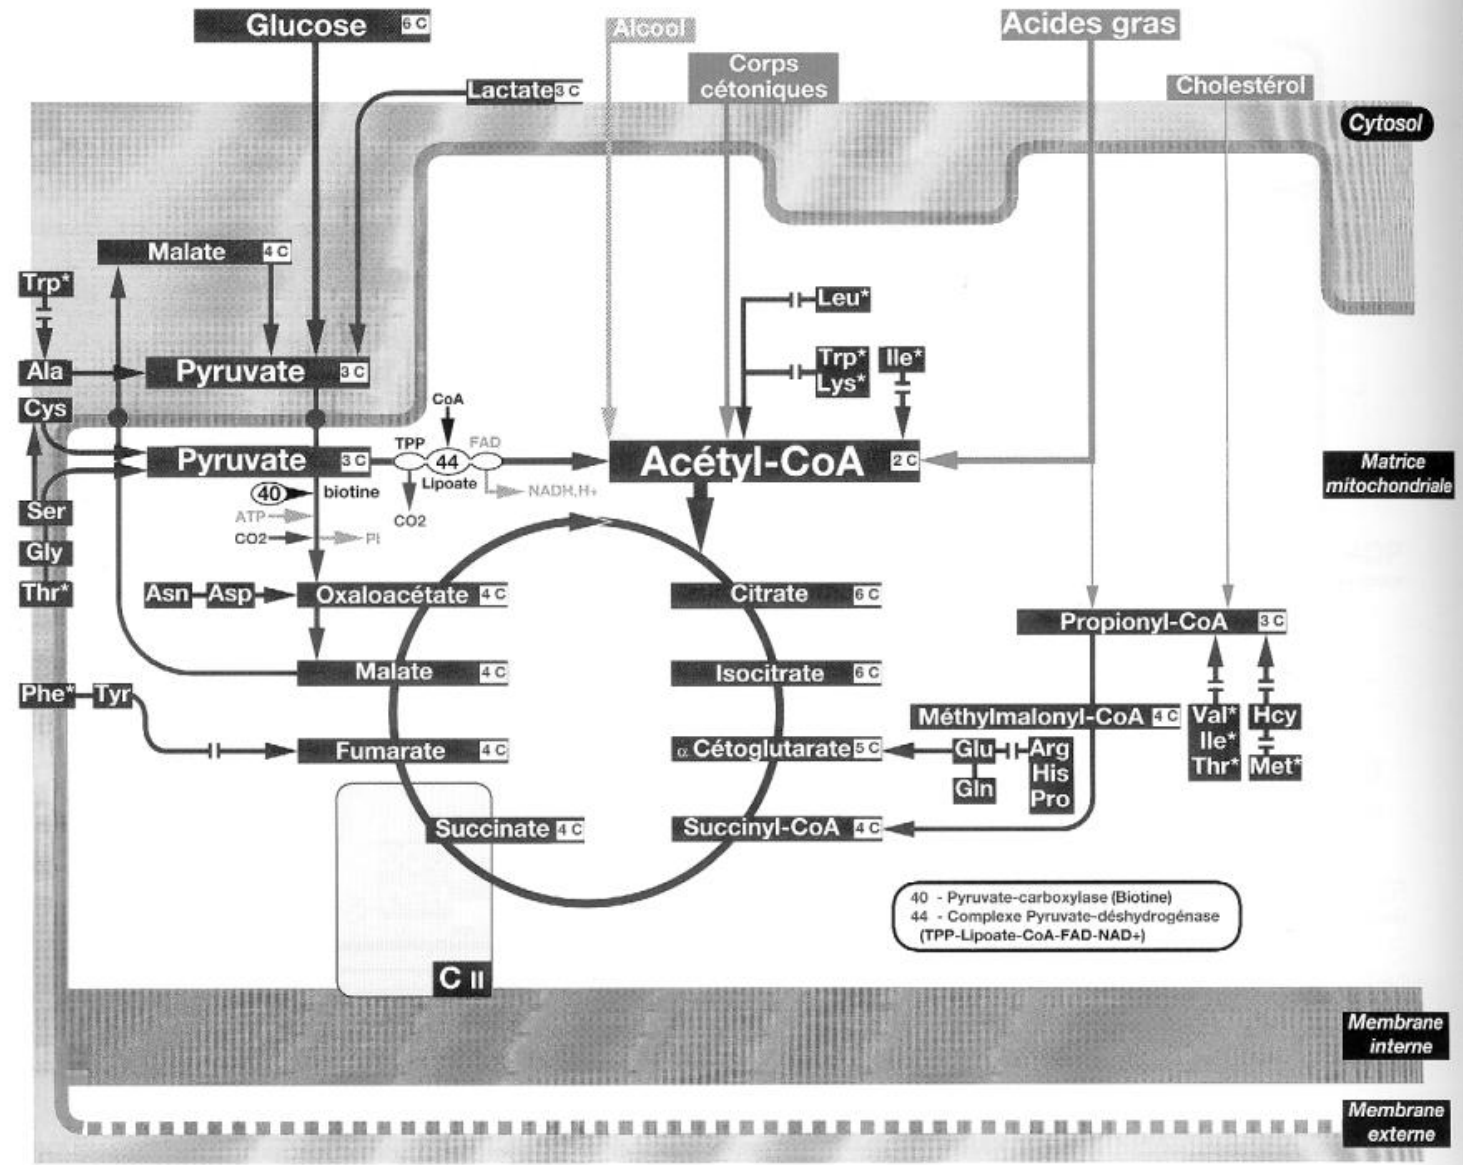 Glucose 6 C
Alcool
Acides gras
Corps
cétoniques
Lactate 3 C
Cholestérol
Cytosol
Malate 4 C
Trp*
Leu*
Trp*
Lys*
Ile*
Ala
Pyruvate 3 C
Cys
CoA
TPP
FAD
Pyruvate 3 C
44
Lipoate
Acétyl-CoA 2 C
Matrice
mitochondriale
40
biotine
NADH,H+
ATP
CO2
CO2
Pi
Ser
Gly
Thr*
Asn
Asp
Oxaloacétate 4 C
Citrate 6 C
Propionyl-CoA 3 C
Malate 4 C
Isocitrate 6 C
Phe*
Tyr
Méthylmalonyl-CoA 4 C
Val*
Ile*
Thr*
Hcy
Met*
Fumarate 4 C
α Cétoglutarate 5 C
Glu
Gln
Arg
His
Pro
Succinate 4 C
Succinyl-CoA 4 C
40 - Pyruvate-carboxylase (Biotine)
44 - Complexe Pyruvate-déshydrogénase
(TPP-Lipoate-CoA-FAD-NAD+)
C II
Membrane
interne
Membrane
externe